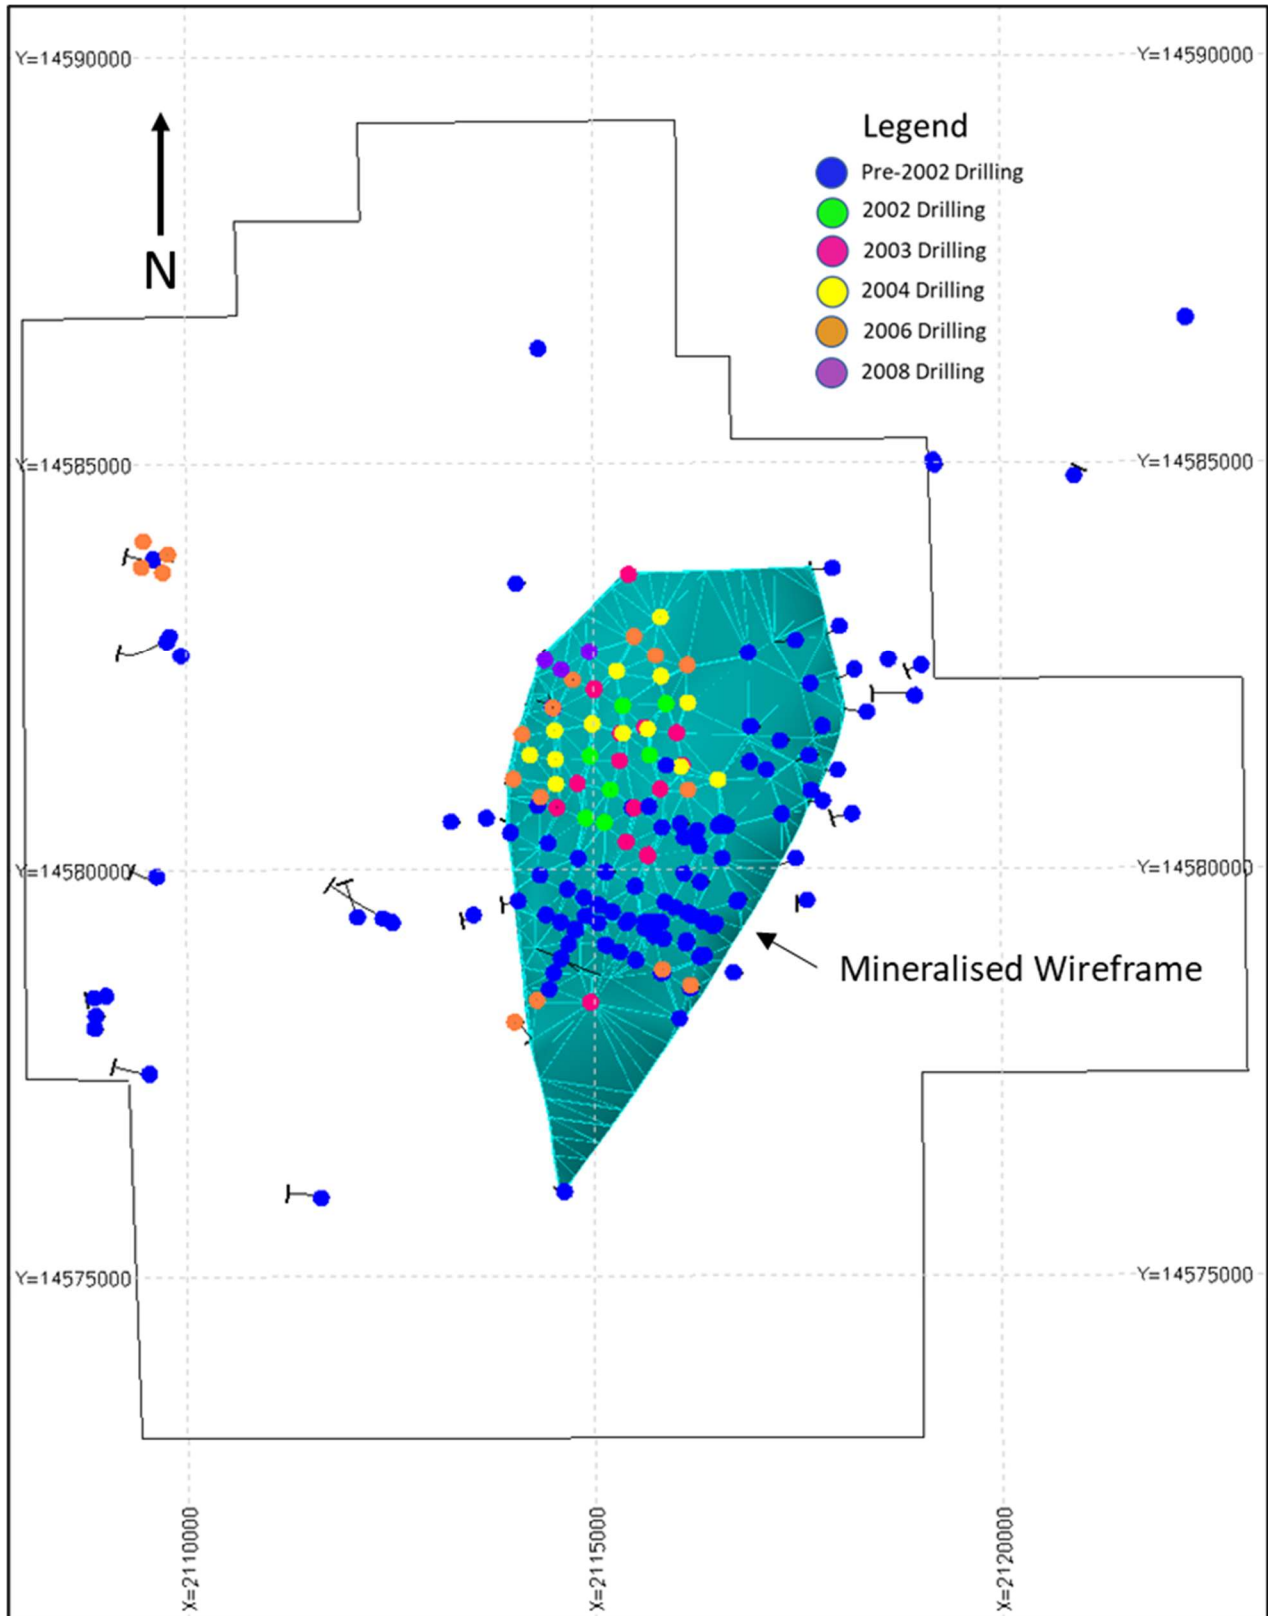 Y=14590000
Y=14590000
Legend
Pre-2002 Drilling
2002 Drilling
2003 Drilling
2004 Drilling
2006 Drilling
2008 Drilling
N
Y=14585000
Y=14585000
Y=14580000
Y=14580000
Mineralised Wireframe
Y=14575000
Y=14575000
X=2110000
X=2115000
X=2120000